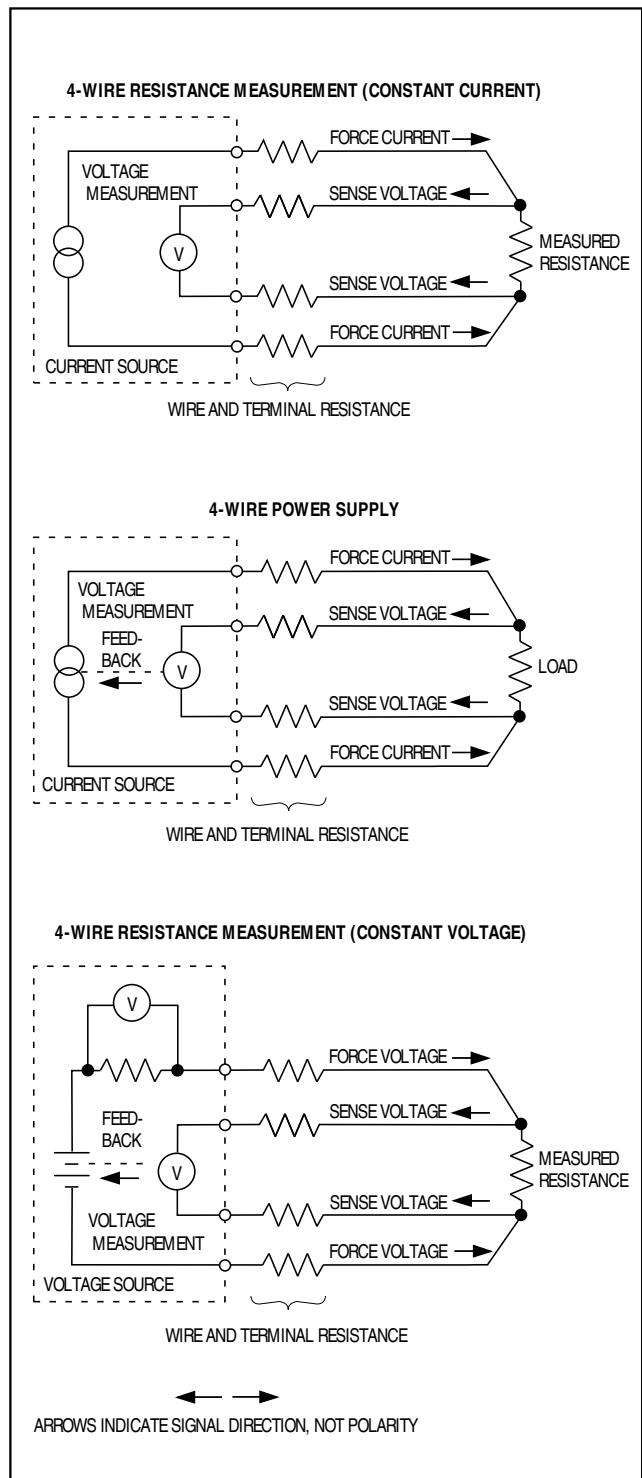 4-WIRE RESISTANCE MEASUREMENT (CONSTANT CURRENT)
FORCE CURRENT
VOLTAGE
MEASUREMENT
SENSE VOLTAGE
V
MEASURED
RESISTANCE
SENSE VOLTAGE
FORCE CURRENT
CURRENT SOURCE
WIRE AND TERMINAL RESISTANCE
4-WIRE POWER SUPPLY
FORCE CURRENT
VOLTAGE
MEASUREMENT
SENSE VOLTAGE
FEED-
BACK
V
LOAD
SENSE VOLTAGE
FORCE CURRENT
CURRENT SOURCE
WIRE AND TERMINAL RESISTANCE
4-WIRE RESISTANCE MEASUREMENT (CONSTANT VOLTAGE)
V
FORCE VOLTAGE
SENSE VOLTAGE
FEED-
BACK
V
MEASURED
RESISTANCE
SENSE VOLTAGE
VOLTAGE
MEASUREMENT
FORCE VOLTAGE
VOLTAGE SOURCE
WIRE AND TERMINAL RESISTANCE
ARROWS INDICATE SIGNAL DIRECTION, NOT POLARITY